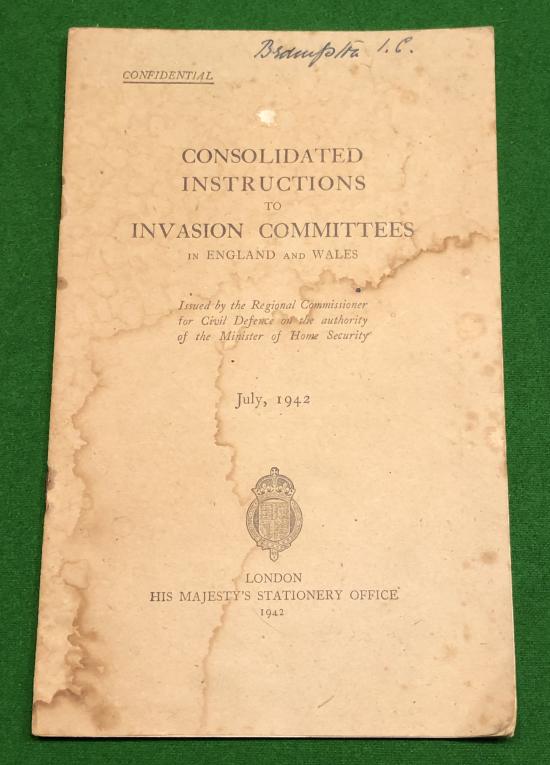 Brampton I.C.
CONFIDENTIAL
CONSOLIDATED
INSTRUCTIONS
TO
INVASION COMMITTEES
IN ENGLAND AND WALES
Issued by the Regional Commissioner
for Civil Defence on the authority
of the Minister of Home Security
July, 1942
LONDON
HIS MAJESTY'S STATIONERY OFFICE
1942